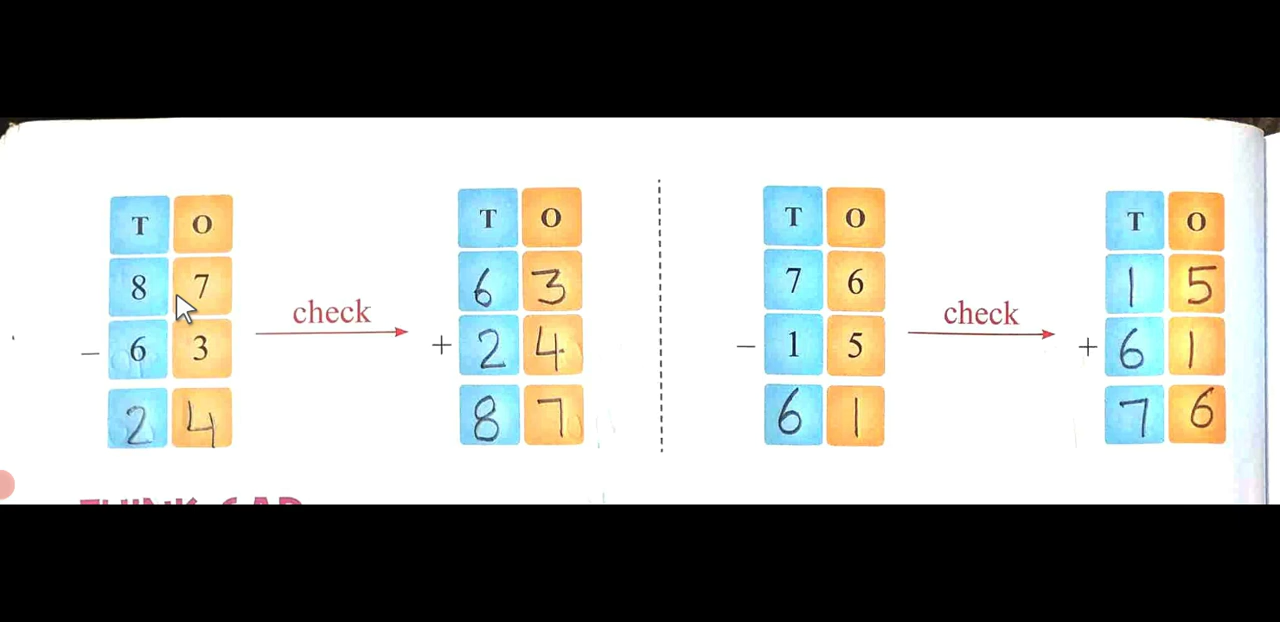 T O T O T O T O
8 7 check 6 3 7 6 check 1 5
- 6 3 + 2 4 - 1 5 + 6 1
2 4 8 7 6 1 7 6